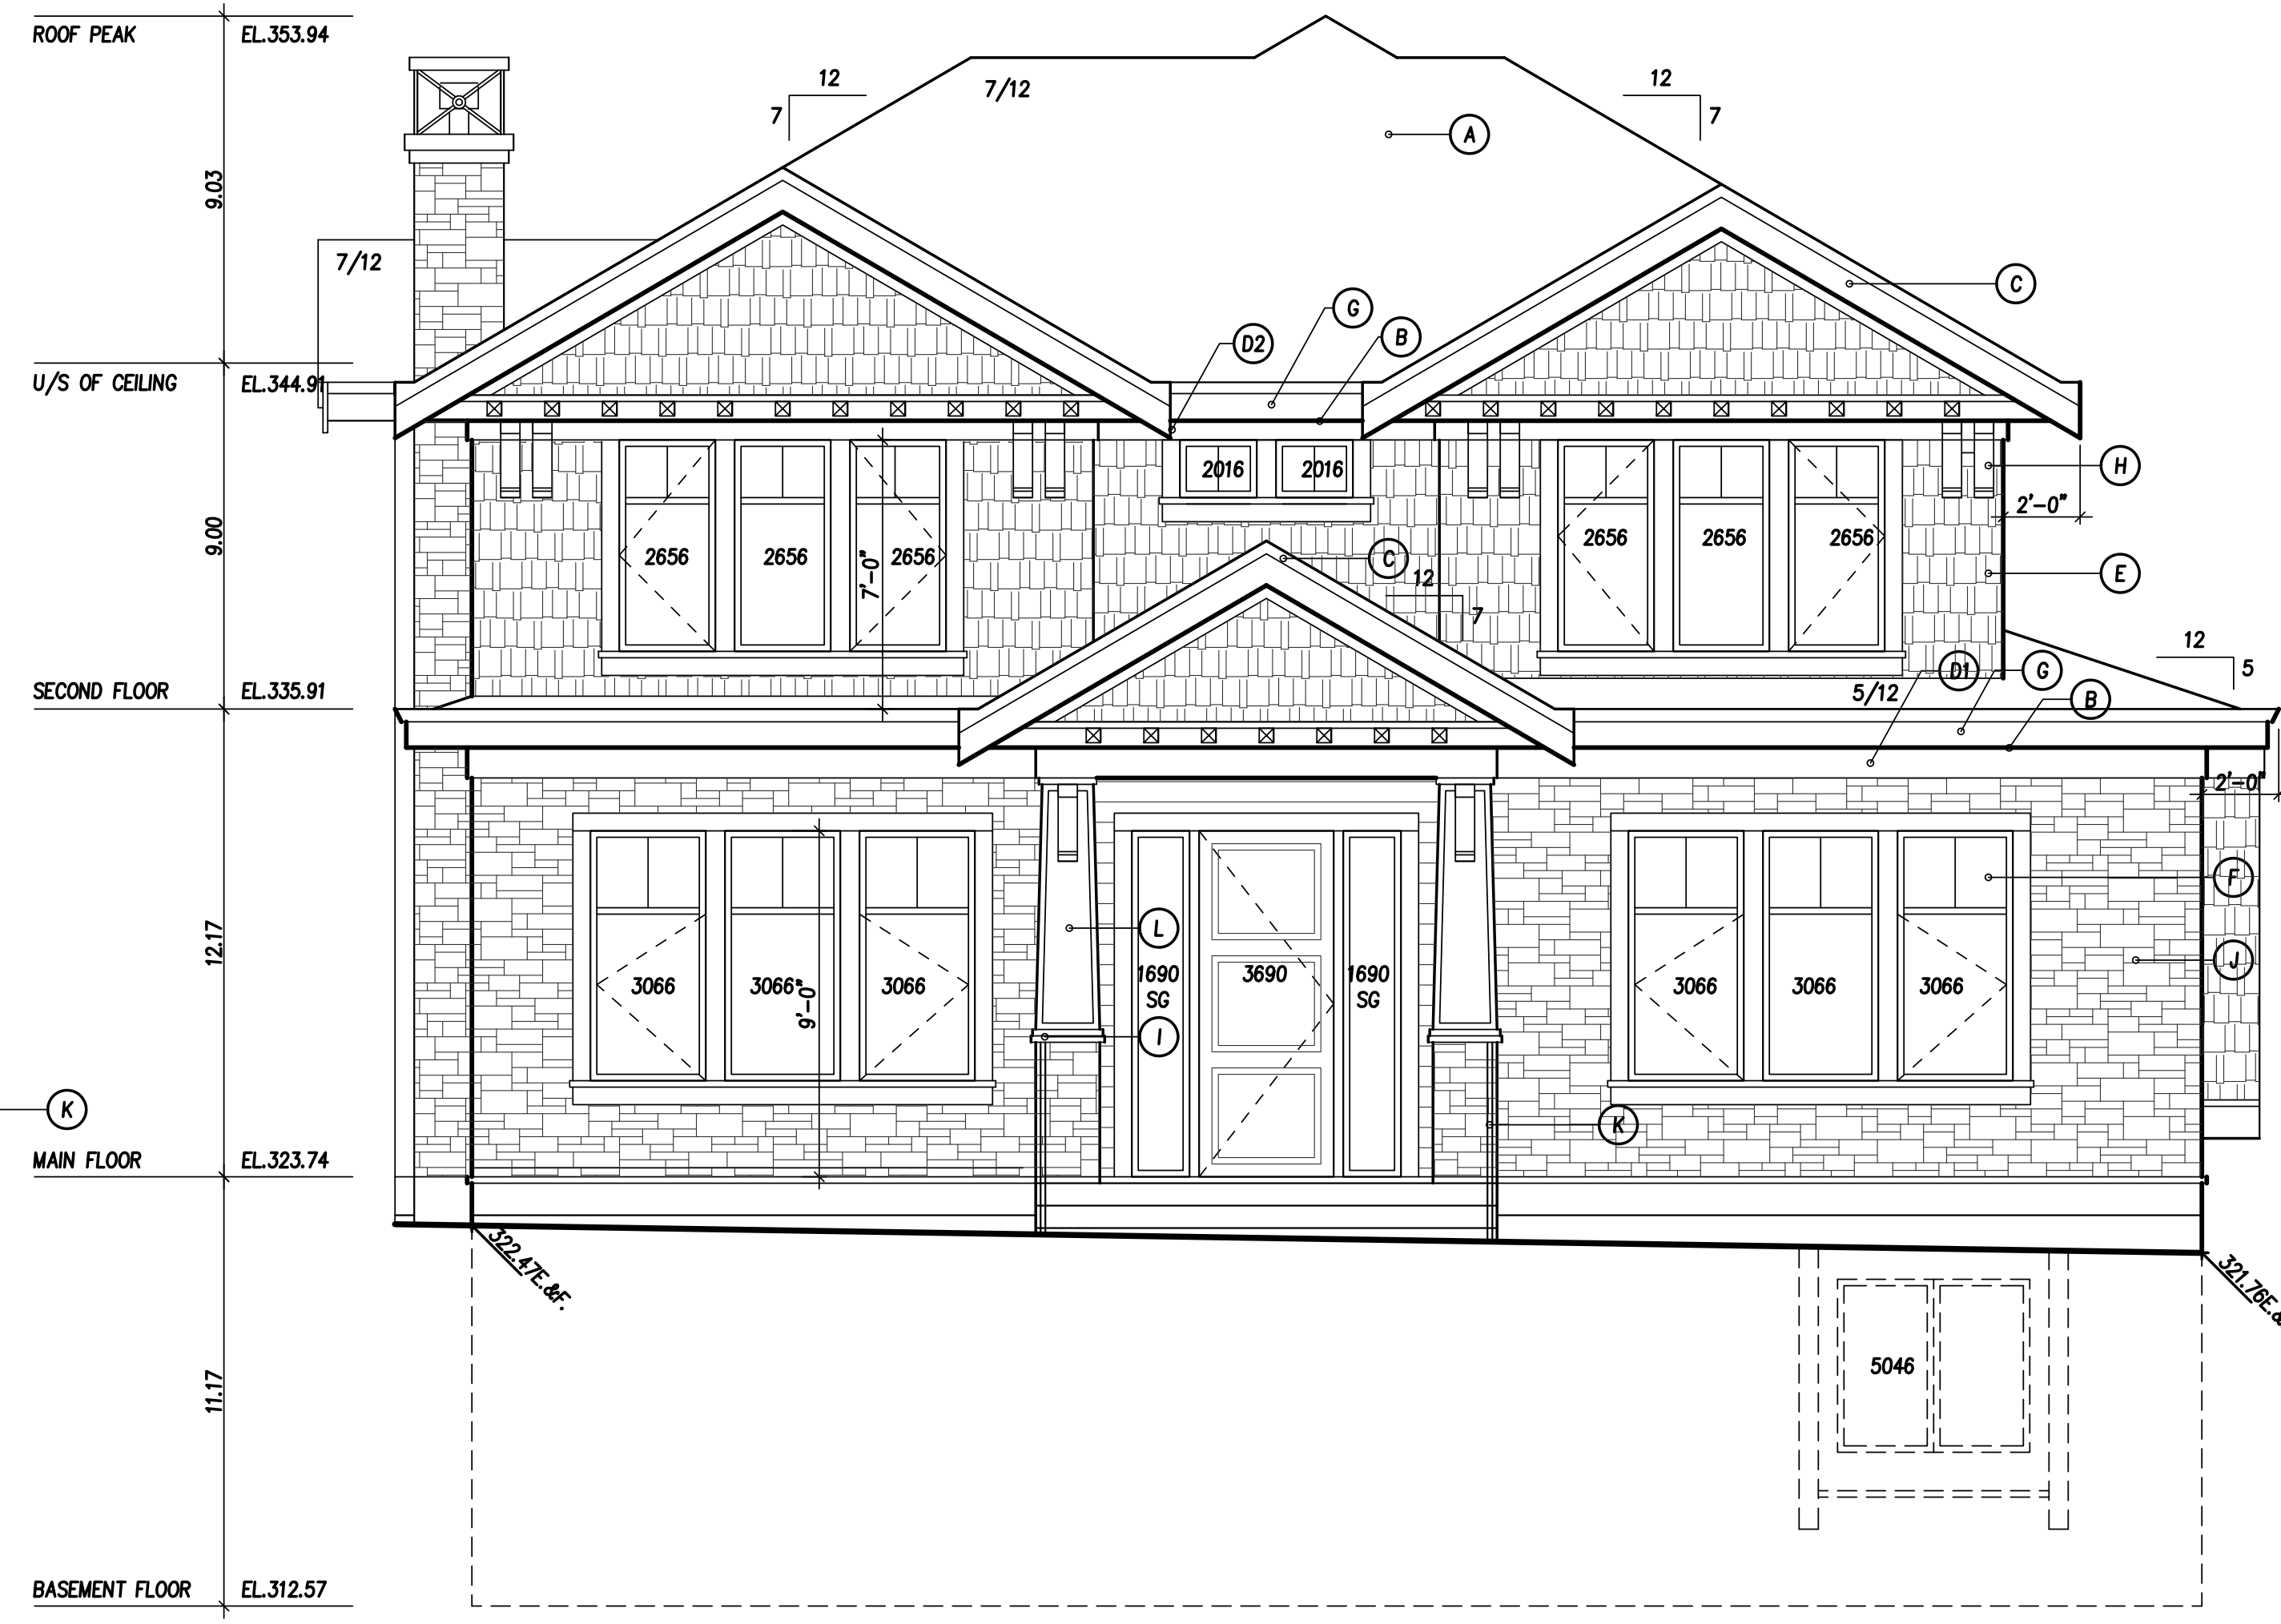 ROOF PEAK EL.353.94
12
7
7/12
12
7
A
9.03
7/12
C
G
D2
B
U/S OF CEILING EL.344.91
2016 2016
H
2'-0"
9.00
2656 2656 2656
7'-0"
2656 2656 2656
C
12
7
E
12
5
SECOND FLOOR EL.335.91
5/12
D1
G
B
2'-0"
F
12.17
L
J
3066 3066 3066
9'-0"
1690 SG
3690
1690 SG
3066 3066 3066
I
K
K
MAIN FLOOR EL.323.74
322.47E.&F.
321.76E.&
11.17
5046
BASEMENT FLOOR EL.312.57